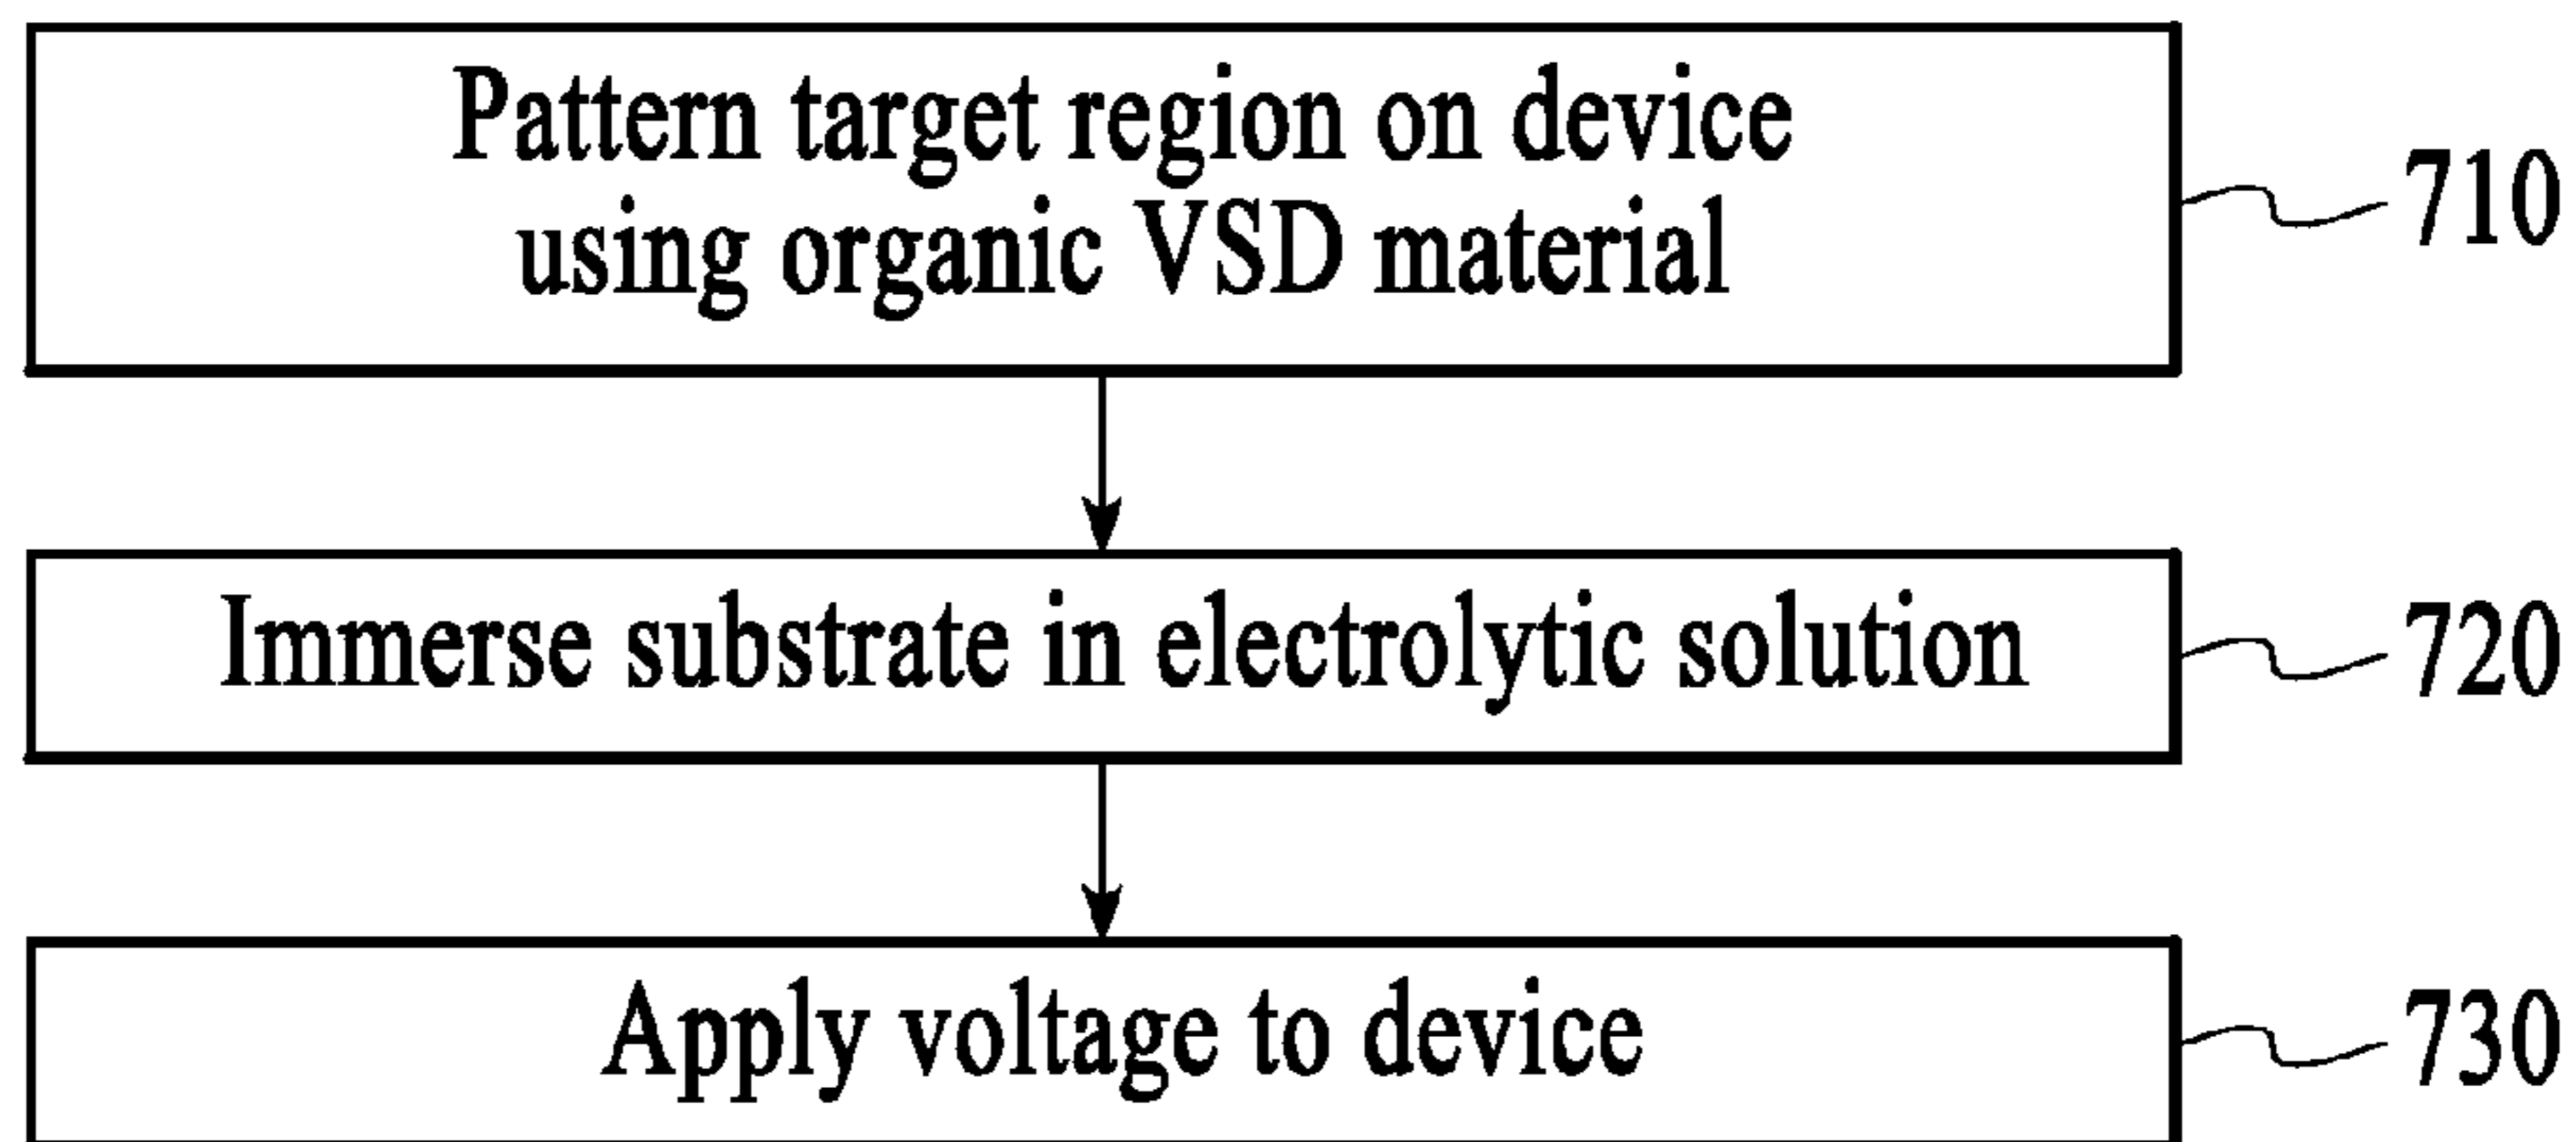 Pattern target region on device
using organic VSD material
710
Immerse substrate in electrolytic solution
720
Apply voltage to device
730